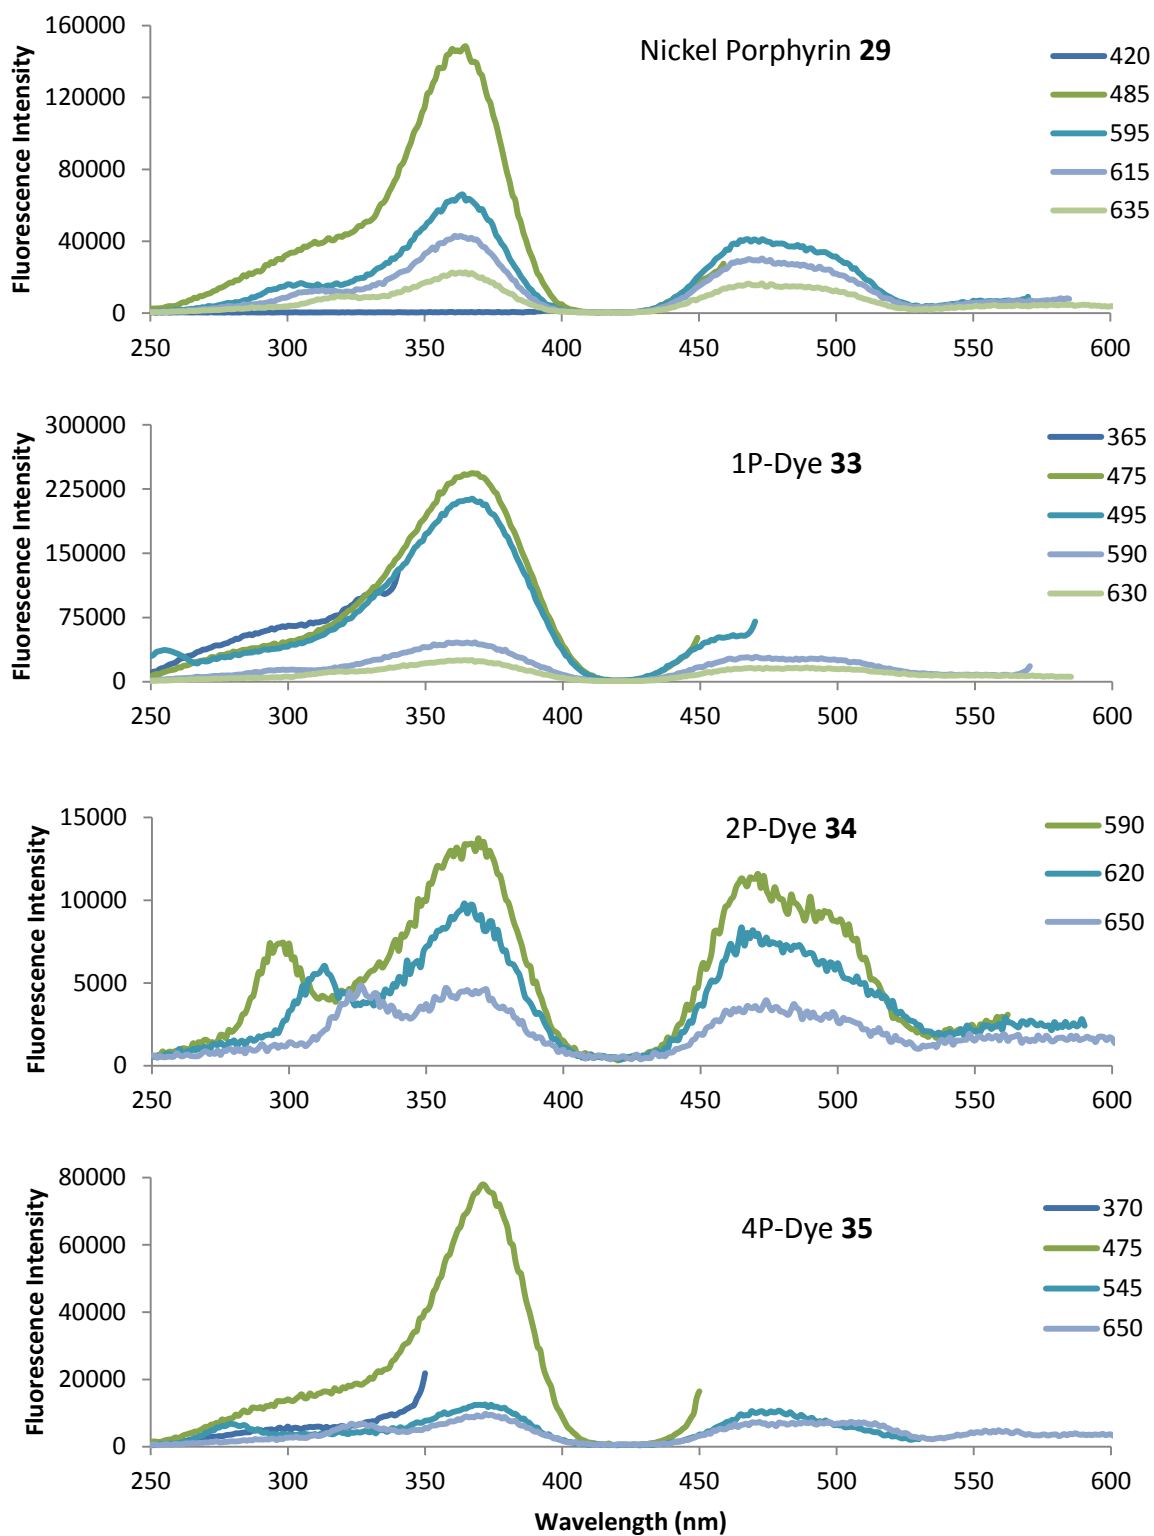 Fluorescence Intensity
160000
120000
80000
40000
0
Nickel Porphyrin 29
420
485
595
615
635
250 300 350 400 450 500 550 600
Fluorescence Intensity
300000
225000
150000
75000
0
1P-Dye 33
365
475
495
590
630
250 300 350 400 450 500 550 600
Fluorescence Intensity
15000
10000
5000
0
2P-Dye 34
590
620
650
250 300 350 400 450 500 550 600
Fluorescence Intensity
80000
60000
40000
20000
0
4P-Dye 35
370
475
545
650
250 300 350 400 450 500 550 600
Wavelength (nm)